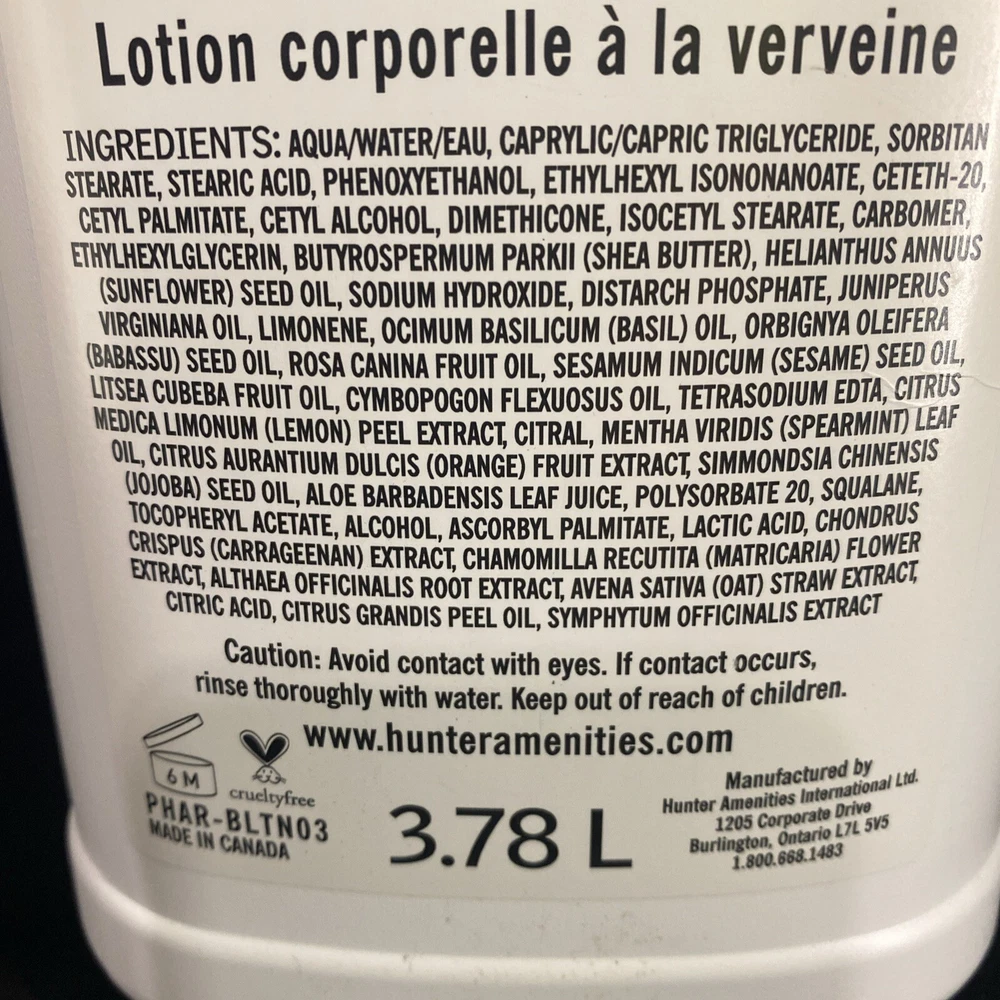 Lotion corporelle à la verveine
INGREDIENTS: AQUA/WATER/EAU, CAPRYLIC/CAPRIC TRIGLYCERIDE, SORBITAN
STEARATE, STEARIC ACID, PHENOXYETHANOL, ETHYLHEXYL ISONONANOATE, CETETH-20,
CETYL PALMITATE, CETYL ALCOHOL, DIMETHICONE, ISOCETYL STEARATE, CARBOMER,
ETHYLHEXYLGLYCERIN, BUTYROSPERMUM PARKII (SHEA BUTTER), HELIANTHUS ANNUUS
(SUNFLOWER) SEED OIL, SODIUM HYDROXIDE, DISTARCH PHOSPHATE, JUNIPERUS
VIRGINIANA OIL, LIMONENE, OCIMUM BASILICUM (BASIL) OIL, ORBIGNYA OLEIFERA
(BABASSU) SEED OIL, ROSA CANINA FRUIT OIL, SESAMUM INDICUM (SESAME) SEED OIL,
LITSEA CUBEBA FRUIT OIL, CYMBOPOGON FLEXUOSUS OIL, TETRASODIUM EDTA, CITRUS
MEDICA LIMONUM (LEMON) PEEL EXTRACT, CITRAL, MENTHA VIRIDIS (SPEARMINT) LEAF
OIL, CITRUS AURANTIUM DULCIS (ORANGE) FRUIT EXTRACT, SIMMONDSIA CHINENSIS
(JOJOBA) SEED OIL, ALOE BARBADENSIS LEAF JUICE, POLYSORBATE 20, SQUALANE,
TOCOPHERYL ACETATE, ALCOHOL, ASCORBYL PALMITATE, LACTIC ACID, CHONDRUS
CRISPUS (CARRAGEENAN) EXTRACT, CHAMOMILLA RECUTITA (MATRICARIA) FLOWER
EXTRACT, ALTHAEA OFFICINALIS ROOT EXTRACT, AVENA SATIVA (OAT) STRAW EXTRACT,
CITRIC ACID, CITRUS GRANDIS PEEL OIL, SYMPHYTUM OFFICINALIS EXTRACT
Caution: Avoid contact with eyes. If contact occurs,
rinse thoroughly with water. Keep out of reach of children.
www.hunteramenities.com
6 M
crueltyfree
PHAR-BLTN03
MADE IN CANADA
3.78 L
Manufactured by
Hunter Amenities International Ltd.
1205 Corporate Drive
Burlington, Ontario L7L 5V5
1.800.668.1483